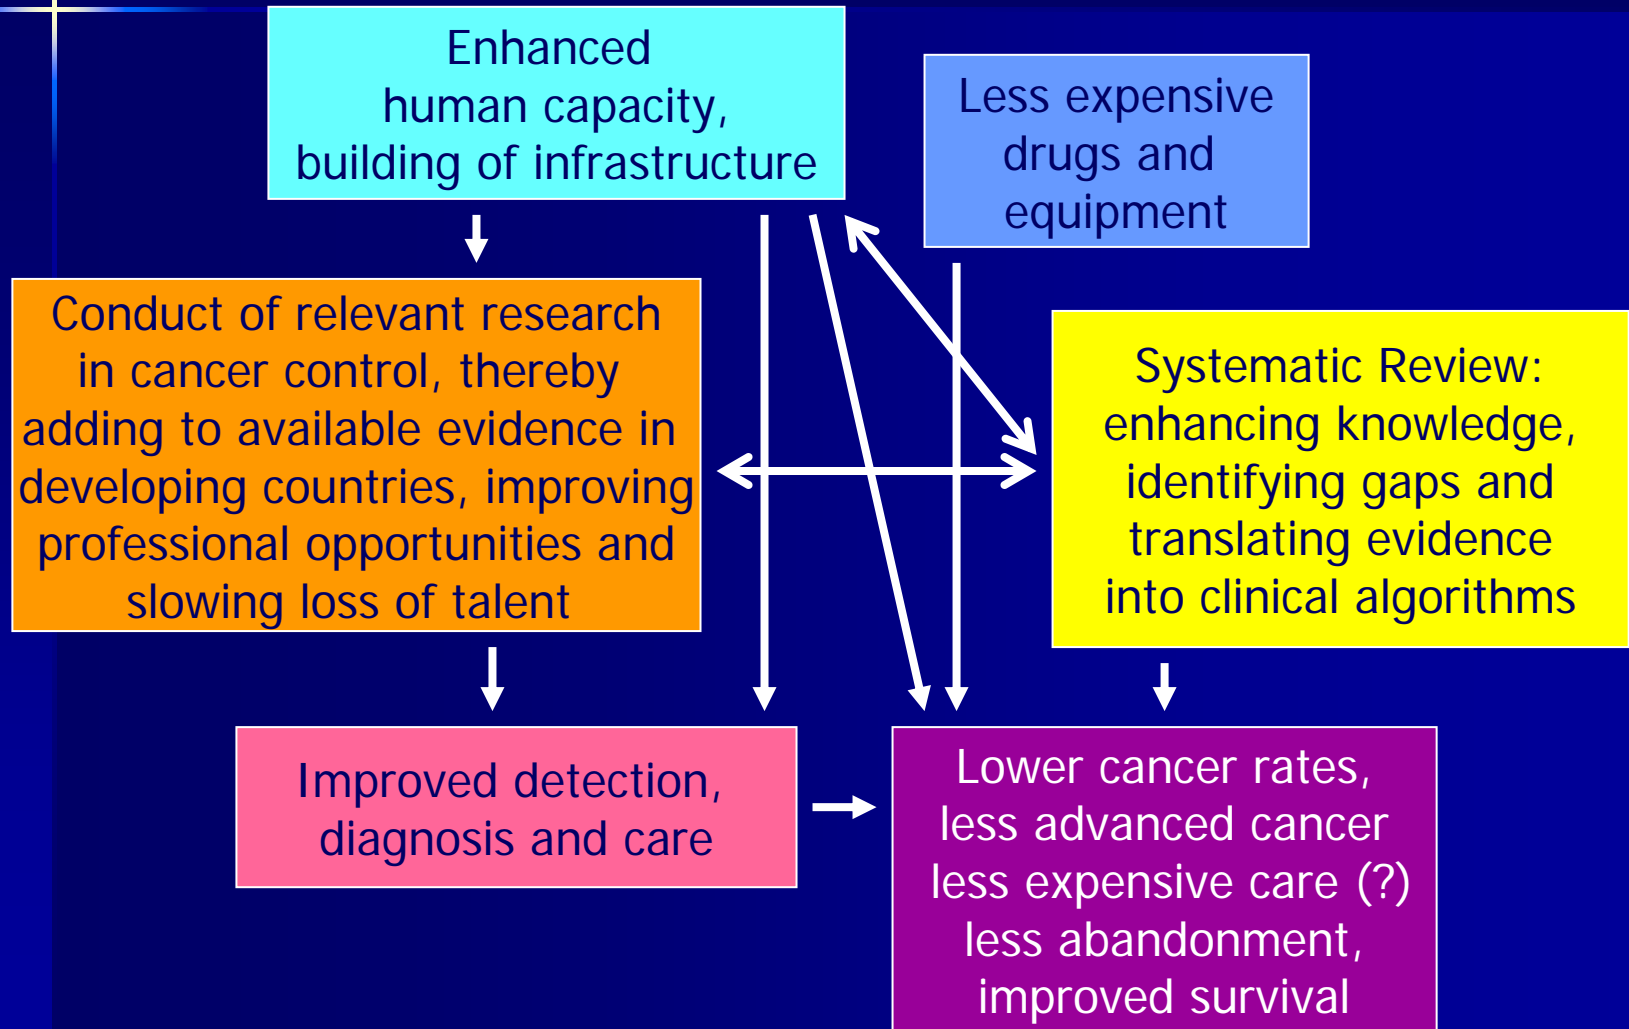 Enhanced
human capacity,
building of infrastructure
Less expensive
drugs and
equipment
Conduct of relevant research
in cancer control, thereby
adding to available evidence in
developing countries, improving
professional opportunities and
slowing loss of talent
Systematic Review:
enhancing knowledge,
identifying gaps and
translating evidence
into clinical algorithms
Improved detection,
diagnosis and care
Lower cancer rates,
less advanced cancer
less expensive care (?)
less abandonment,
improved survival